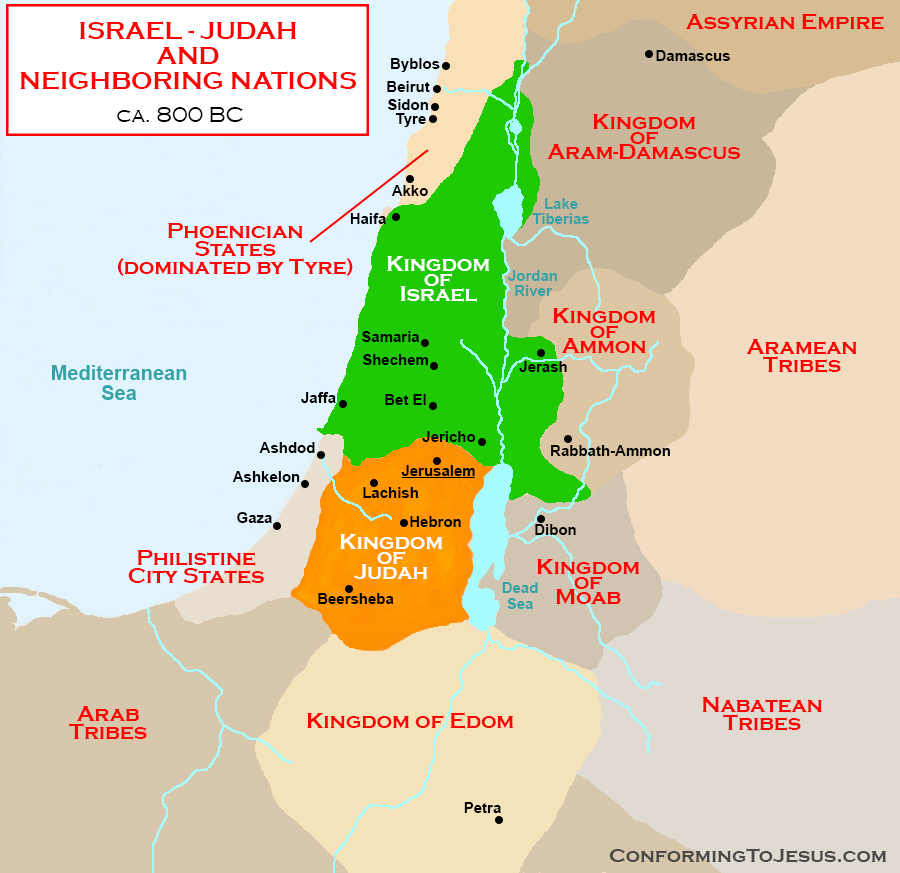 ISRAEL - JUDAH
AND
NEIGHBORING NATIONS
CA. 800 BC
ASSYRIAN EMPIRE
Damascus
Byblos
Beirut
Sidon
Tyre
KINGDOM
OF
ARAM-DAMASCUS
Akko
Haifa
Lake
Tiberias
PHOENICIAN
STATES
(DOMINATED BY TYRE)
KINGDOM
OF
ISRAEL
Jordan
River
KINGDOM
OF
AMMON
Samaria
Shechem
Jerash
ARAMEAN
TRIBES
Mediterranean
Sea
Jaffa
Bet El
Jericho
Ashdod
Rabbath-Ammon
Jerusalem
Ashkelon
Lachish
Gaza
Hebron
Dibon
KINGDOM
OF
JUDAH
PHILISTINE
CITY STATES
KINGDOM
OF
MOAB
Dead
Sea
Beersheba
ARAB
TRIBES
KINGDOM OF EDOM
NABATEAN
TRIBES
Petra
CONFORMINGTOJESUS.COM